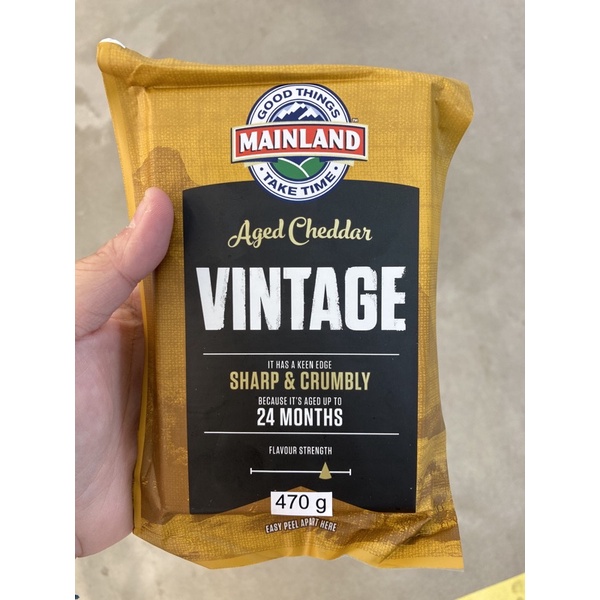 GOOD THINGS
MAINLAND
TAKE TIME
Aged Cheddar
VINTAGE
IT HAS A KEEN EDGE
SHARP & CRUMBLY
BECAUSE IT'S AGED UP TO
24 MONTHS
FLAVOUR STRENGTH
470 g
EASY PEEL APART HERE